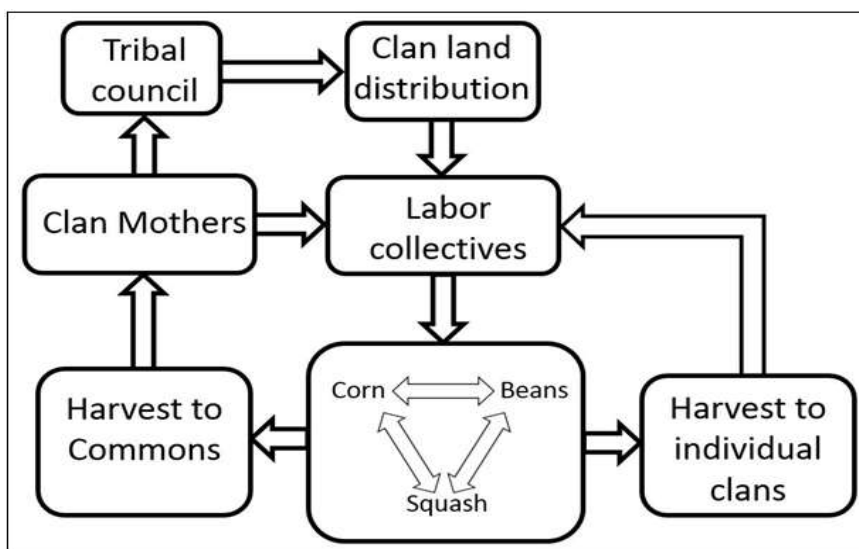 Tribal
council
Clan land
distribution
Clan Mothers
Labor
collectives
Harvest to
Commons
Corn
Beans
Squash
Harvest to
individual
clans